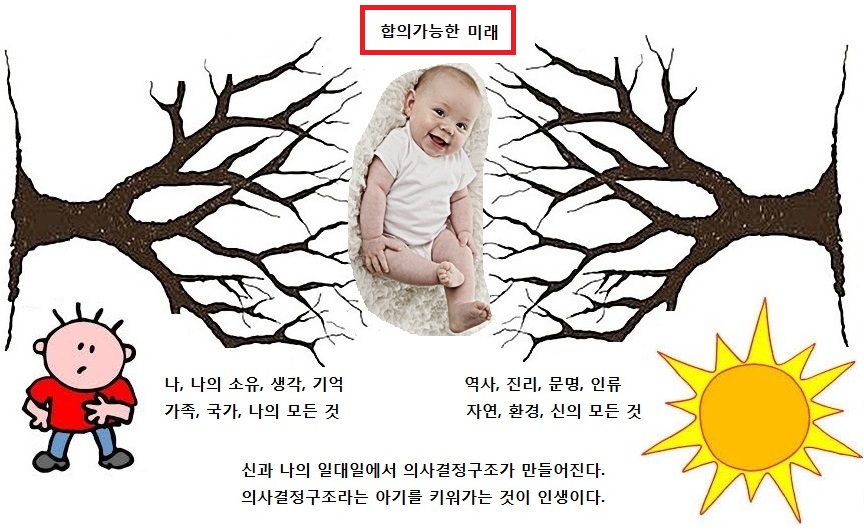 합의가능한 미래
나, 나의 소유, 생각, 기억
가족, 국가, 나의 모든 것
역사, 진리, 문명, 인류
자연, 환경, 신의 모든 것
신과 나의 일대일에서 의사결정구조가 만들어진다.
의사결정구조라는 아기를 키워가는 것이 인생이다.